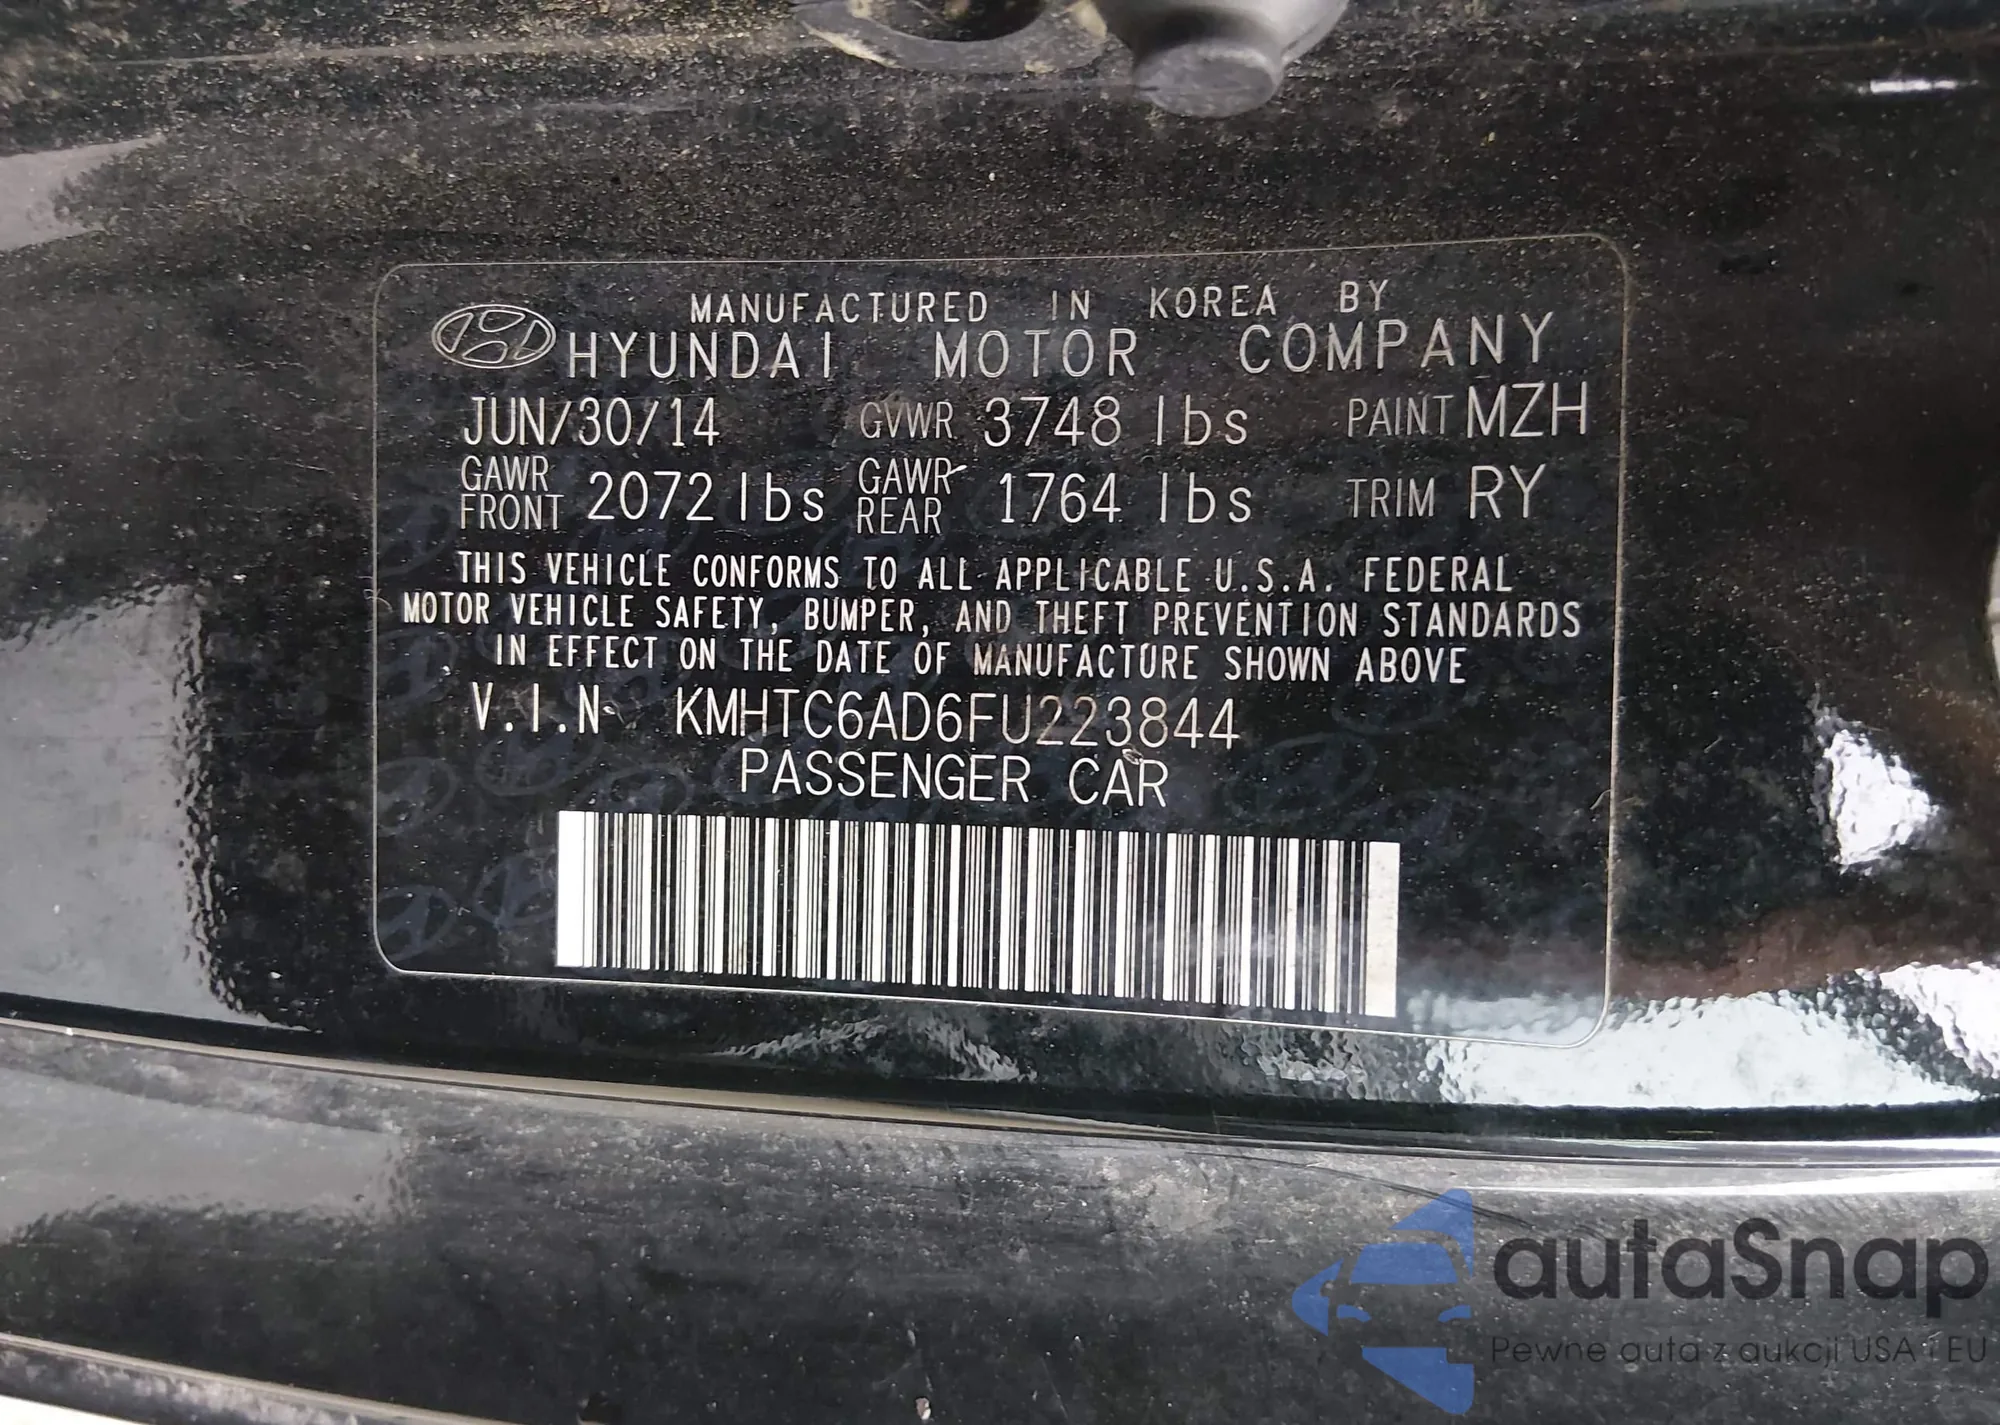 MANUFACTURED IN KOREA BY
HYUNDAI MOTOR COMPANY
JUN/30/14 GVWR 3748 lbs PAINT MZH
GAWR FRONT 2072 lbs GAWR REAR 1764 lbs TRIM RY
THIS VEHICLE CONFORMS TO ALL APPLICABLE U.S.A. FEDERAL
MOTOR VEHICLE SAFETY, BUMPER, AND THEFT PREVENTION STANDARDS
IN EFFECT ON THE DATE OF MANUFACTURE SHOWN ABOVE
V.I.N KMHTC6AD6FU223844
PASSENGER CAR
autaSnap
Pewne auta z aukcji USA i EU